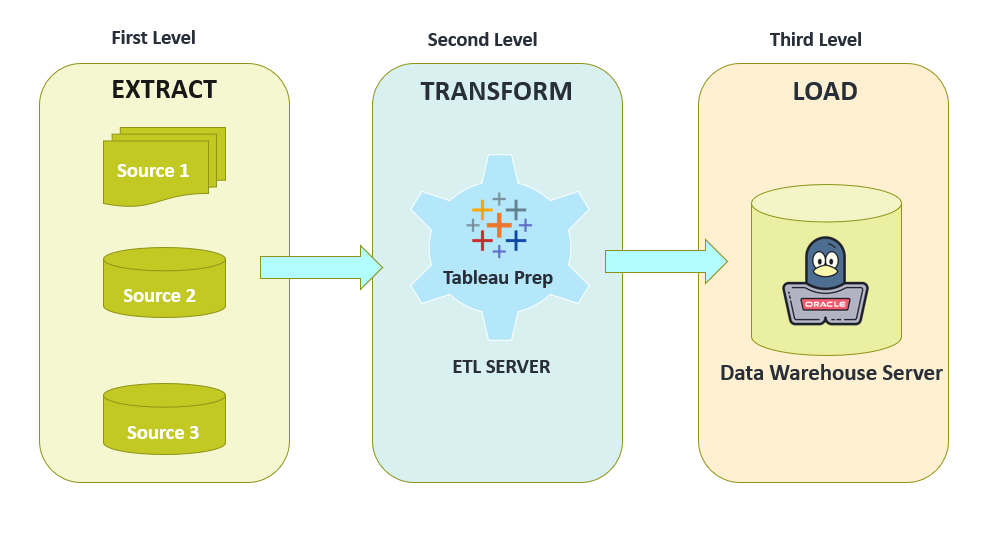 First Level
EXTRACT
Source 1
Source 2
Source 3
Second Level
TRANSFORM
Tableau Prep
ETL SERVER
Third Level
LOAD
ORACLE
Data Warehouse Server